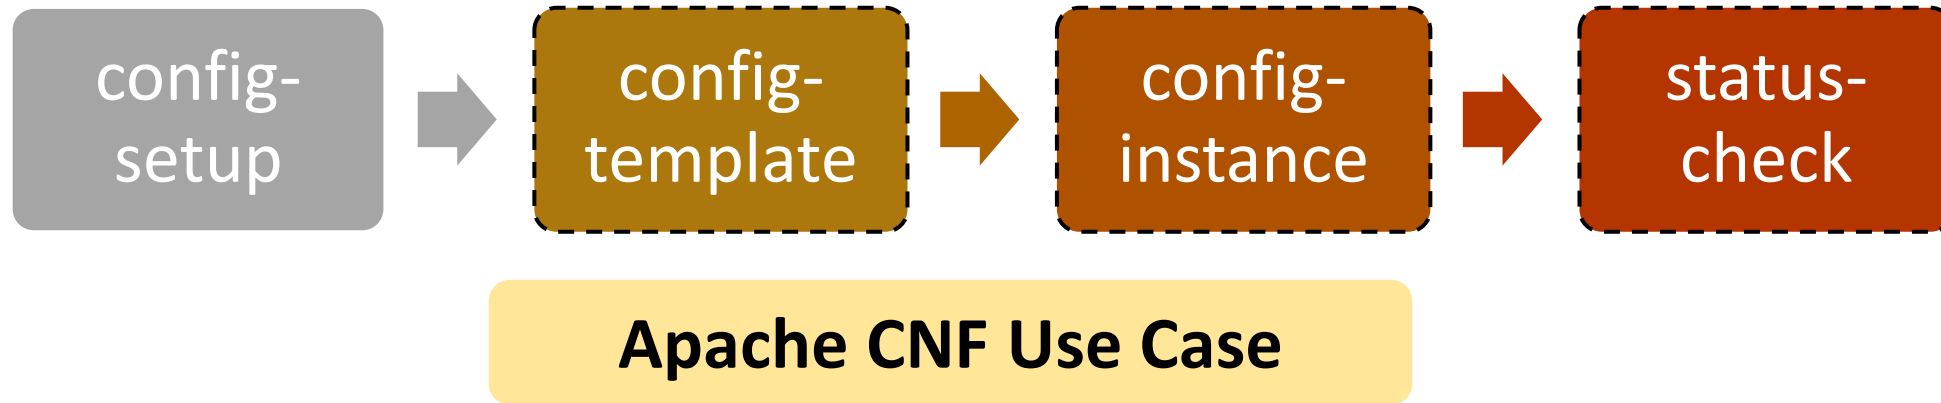 config-
setup
config-
template
config-
instance
status-
check
Apache CNF Use Case